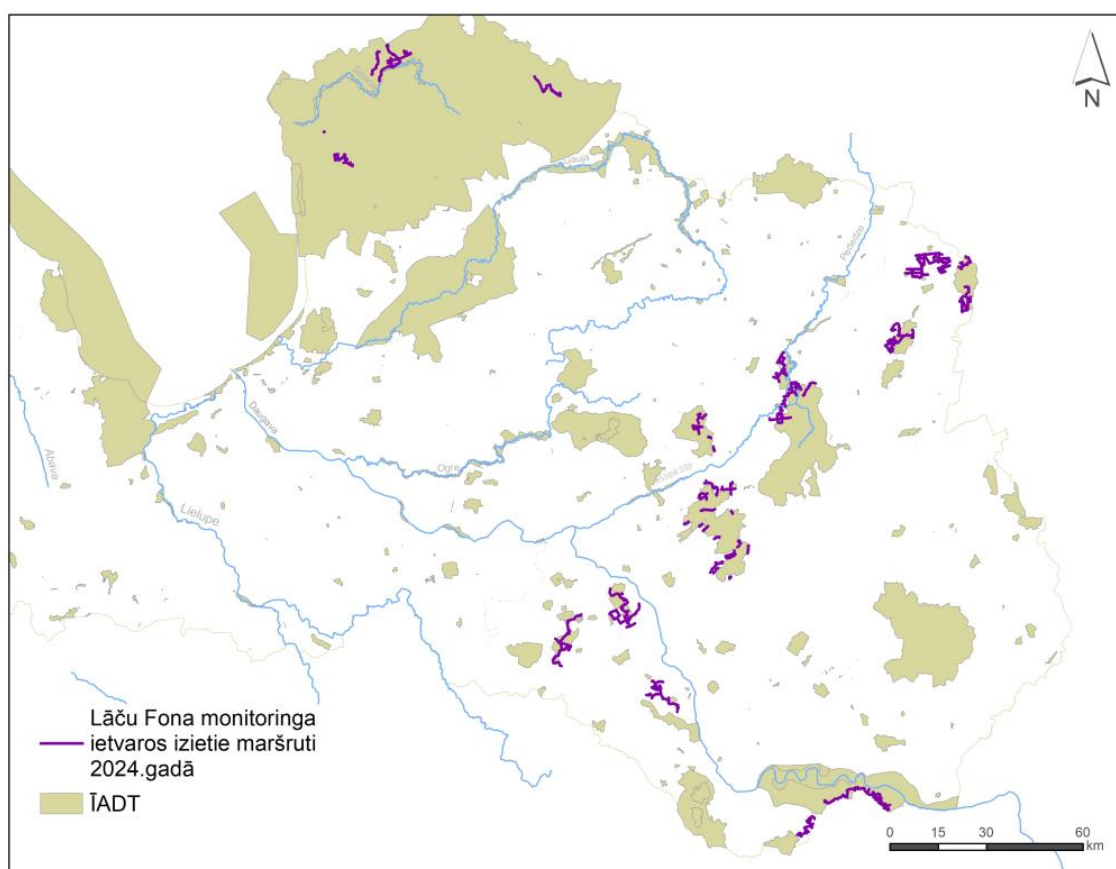 N
Salaca
Gauja
Pededze
Daugava
Abava
Ogre
Aiviekste
Lielupe
Lāču Fona monitoringa
ietvaros izietie maršruti
2024.gadā
ĪADT
0 15 30 60
km